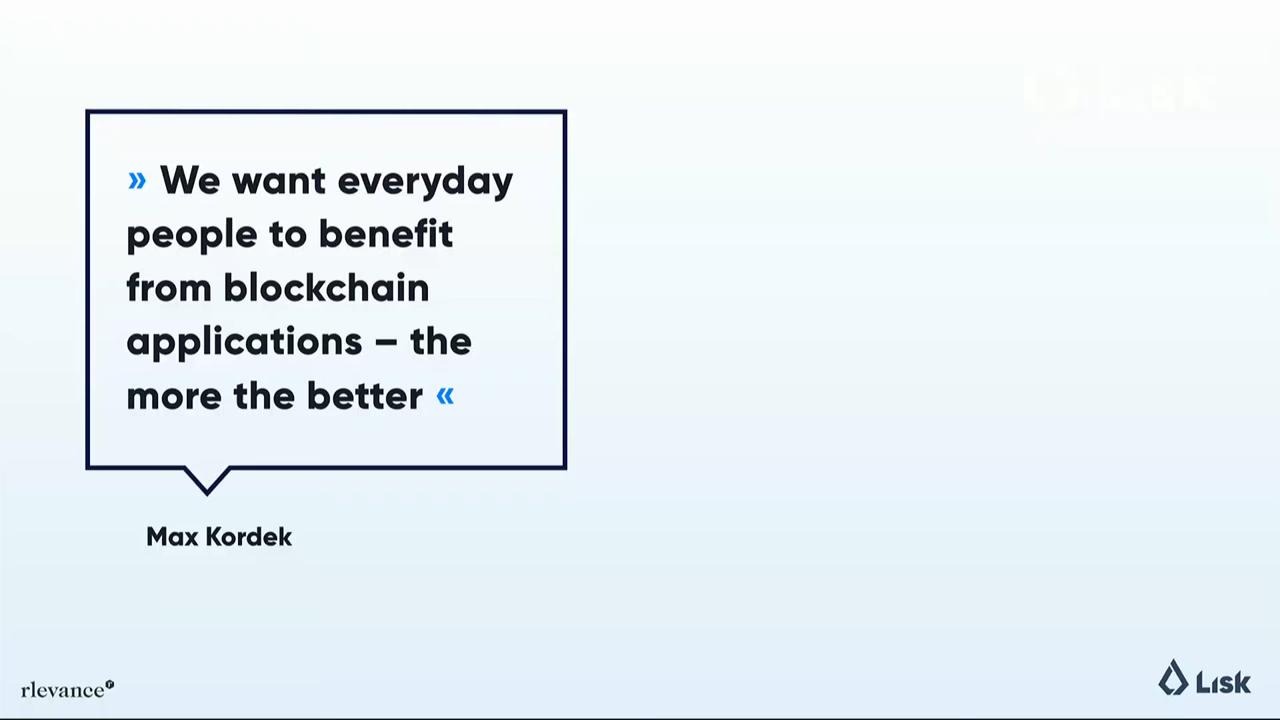 » We want everyday
people to benefit
from blockchain
applications – the
more the better «
Max Kordek
rlevance
Lisk